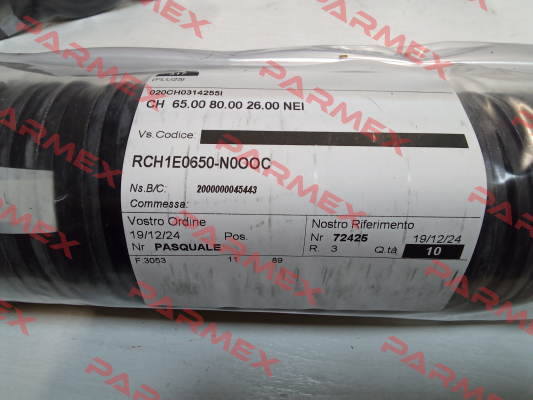 (PLU25)
020CH0314255I
CH 65.00 80.00 26.00 NEI
Vs.Codice:
RCH1E0650-N0OOC
Ns.B/C: 2000000045443
Commessa:
Vostro Ordine
19/12/24 Pos.
Nr PASQUALE
Nostro Riferimento
Nr 72425 19/12/24
R. 3 Q.tà 10
F.3053 11 89
PARMEX
PARMEX
PARMEX
PARMEX
PARMEX
PARMEX
PARMEX
PARMEX